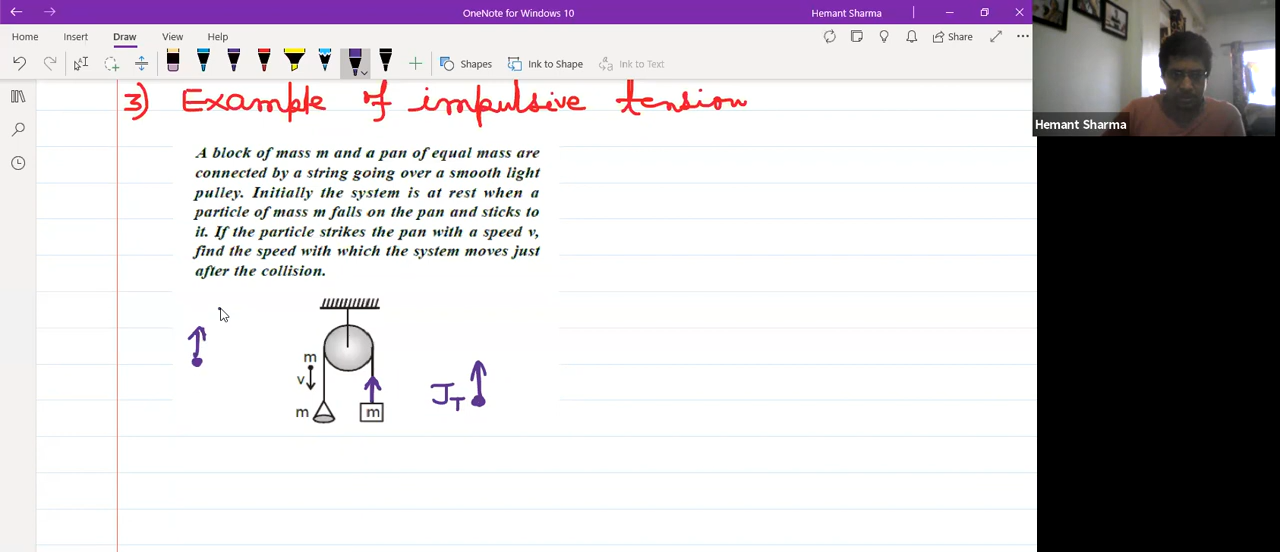 OneNote for Windows 10
Hemant Sharma
Home Insert Draw View Help
Share
Shapes Ink to Shape Ink to Text
Hemant Sharma
3) Example of impulsive tension
A block of mass m and a pan of equal mass are
connected by a string going over a smooth light
pulley. Initially the system is at rest when a
particle of mass m falls on the pan and sticks to
it. If the particle strikes the pan with a speed v,
find the speed with which the system moves just
after the collision.
m
v
m
m
JT